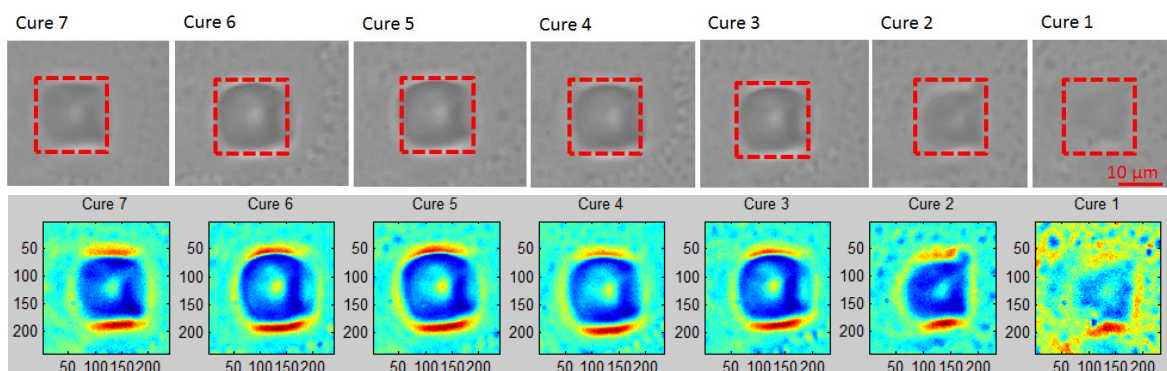 Cure 7 Cure 6 Cure 5 Cure 4 Cure 3 Cure 2 Cure 1
10 μm
Cure 7 Cure 6 Cure 5 Cure 4 Cure 3 Cure 2 Cure 1
50 50 50 50 50 50 50
100 100 100 100 100 100 100
150 150 150 150 150 150 150
200 200 200 200 200 200 200
50 100 150 200 50 100 150 200 50 100 150 200 50 100 150 200 50 100 150 200 50 100 150 200 50 100 150 200